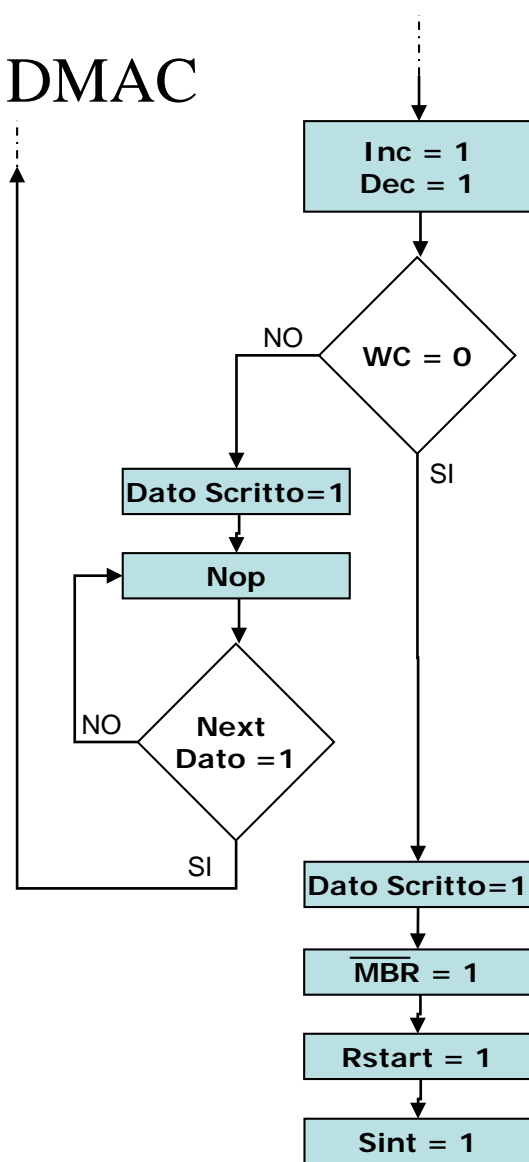 DMAC
Inc = 1
Dec = 1
WC = 0
NO
SI
Dato Scritto=1
Nop
Next
Dato =1
NO
SI
Dato Scritto=1
M̅B̅R̅ = 1
Rstart = 1
Sint = 1